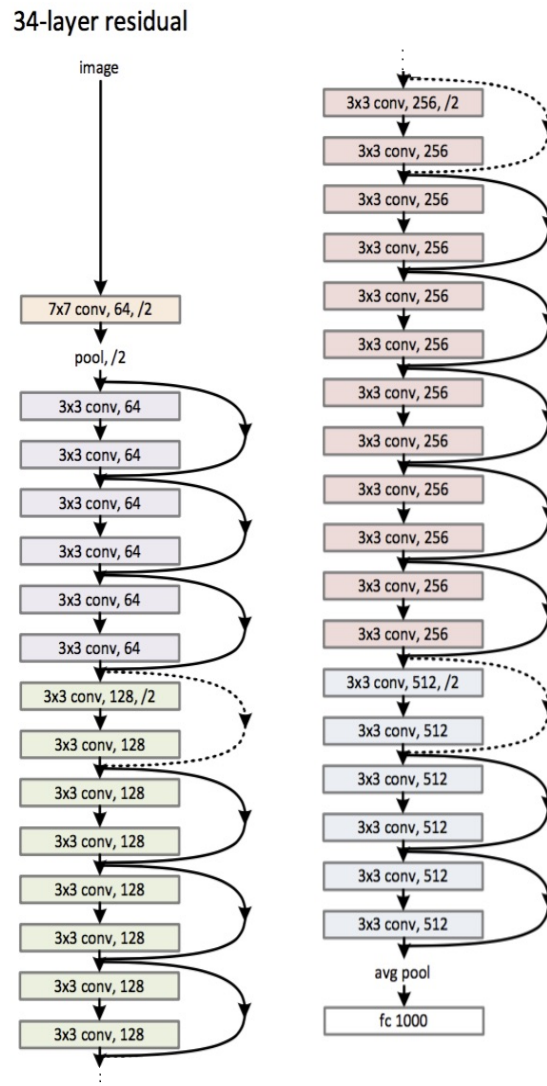 34-layer residual
image
7x7 conv, 64, /2
pool, /2
3x3 conv, 64
3x3 conv, 64
3x3 conv, 64
3x3 conv, 64
3x3 conv, 64
3x3 conv, 64
3x3 conv, 128, /2
3x3 conv, 128
3x3 conv, 128
3x3 conv, 128
3x3 conv, 128
3x3 conv, 128
3x3 conv, 128
3x3 conv, 128
3x3 conv, 256, /2
3x3 conv, 256
3x3 conv, 256
3x3 conv, 256
3x3 conv, 256
3x3 conv, 256
3x3 conv, 256
3x3 conv, 256
3x3 conv, 256
3x3 conv, 256
3x3 conv, 256
3x3 conv, 256
3x3 conv, 512, /2
3x3 conv, 512
3x3 conv, 512
3x3 conv, 512
3x3 conv, 512
3x3 conv, 512
avg pool
fc 1000